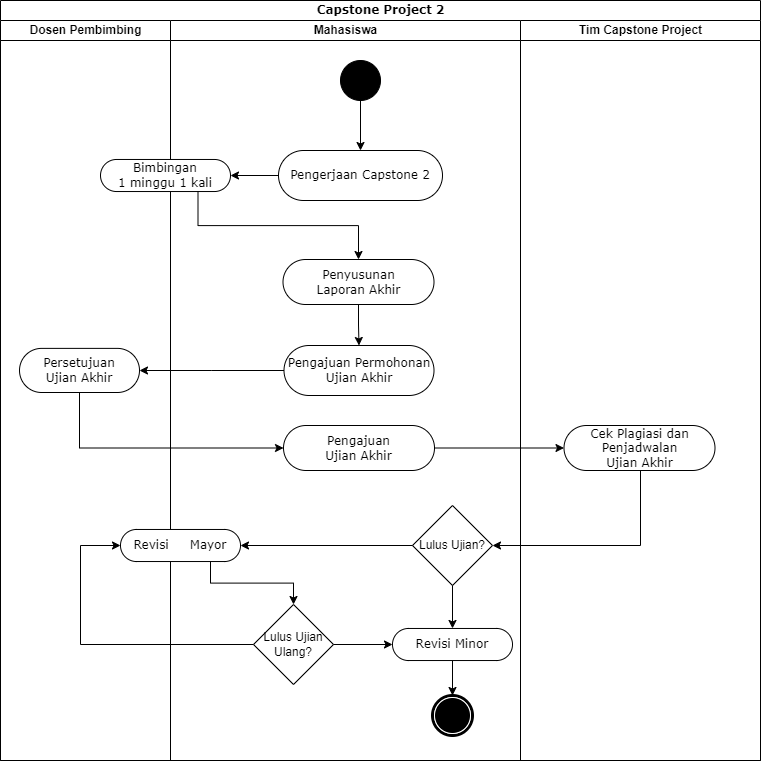 Capstone Project 2
Dosen Pembimbing
Mahasiswa
Tim Capstone Project
Bimbingan
1 minggu 1 kali
Pengerjaan Capstone 2
Penyusunan
Laporan Akhir
Persetujuan
Ujian Akhir
Pengajuan Permohonan
Ujian Akhir
Pengajuan
Ujian Akhir
Cek Plagiasi dan
Penjadwalan
Ujian Akhir
Revisi Mayor
Lulus Ujian?
Lulus Ujian
Ulang?
Revisi Minor